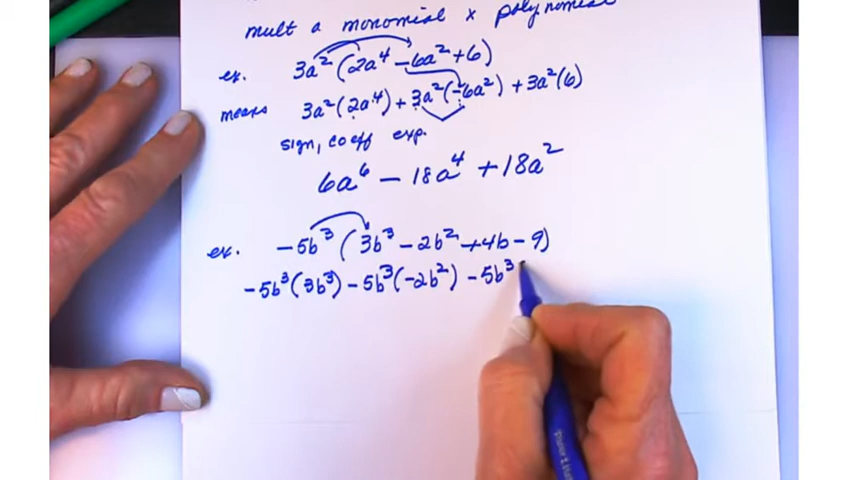 mult a monomial x polynomial
ex. 3a²(2a⁴ - 6a² + 6)
means 3a²(2a⁴) + 3a²(-6a²) + 3a²(6)
sign, coeff exp.
6a⁶ - 18a⁴ + 18a²
ex. -5b³(3b³ - 2b² + 4b - 9)
-5b³(3b³) - 5b³(-2b²) - 5b³